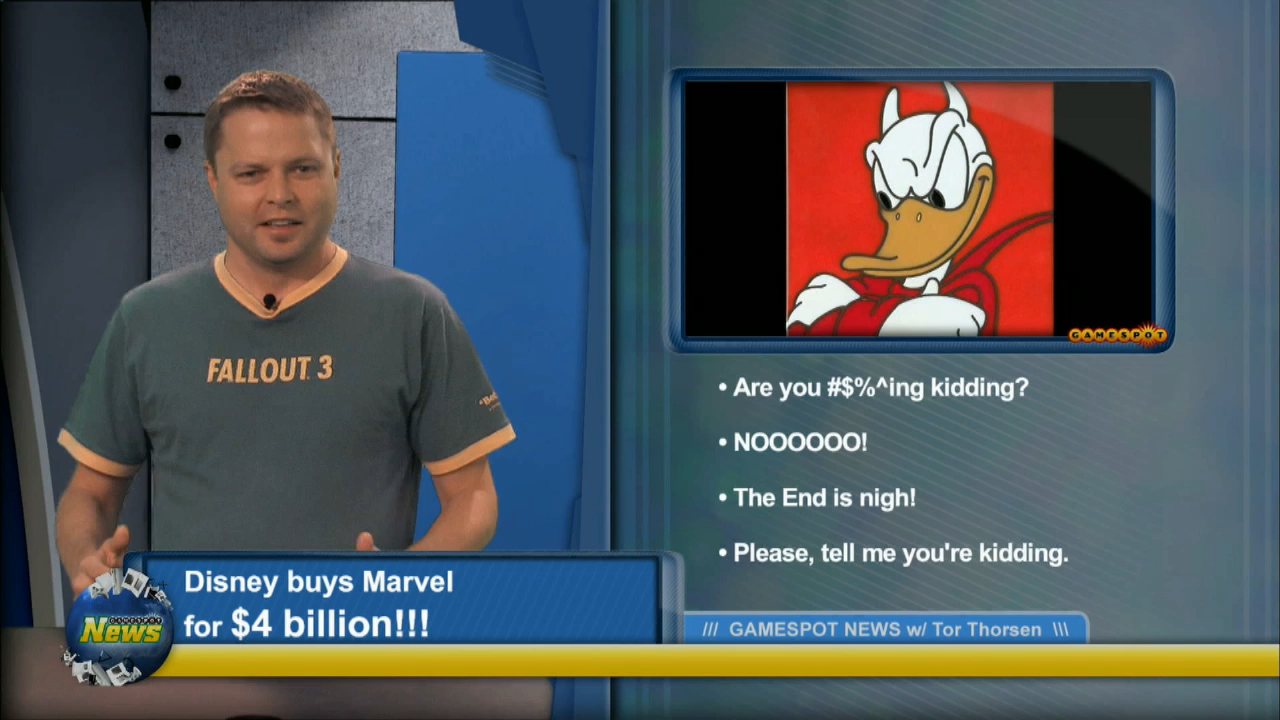 FALLOUT 3
GAMESPOT
• Are you #$%^ing kidding?
• NOOOOOO!
• The End is nigh!
• Please, tell me you're kidding.
Disney buys Marvel
for $4 billion!!!
GAMESPOT
News
/// GAMESPOT NEWS w/ Tor Thorsen \\\